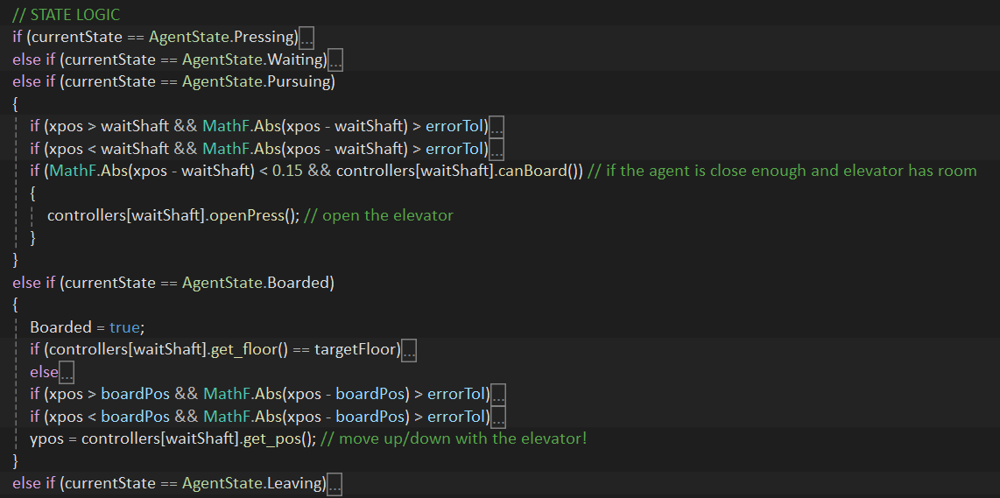 // STATE LOGIC
if (currentState == AgentState.Pressing)...
else if (currentState == AgentState.Waiting)...
else if (currentState == AgentState.Pursuing)
{
if (xpos > waitShaft && MathF.Abs(xpos - waitShaft) > errorTol)...
if (xpos < waitShaft && MathF.Abs(xpos - waitShaft) > errorTol)...
if (MathF.Abs(xpos - waitShaft) < 0.15 && controllers[waitShaft].canBoard()) // if the agent is close enough and elevator has room
{
controllers[waitShaft].openPress(); // open the elevator
}
}
else if (currentState == AgentState.Boarded)
{
Boarded = true;
if (controllers[waitShaft].get_floor() == targetFloor)...
else...
if (xpos > boardPos && MathF.Abs(xpos - boardPos) > errorTol)...
if (xpos < boardPos && MathF.Abs(xpos - boardPos) > errorTol)...
ypos = controllers[waitShaft].get_pos(); // move up/down with the elevator!
}
else if (currentState == AgentState.Leaving)...